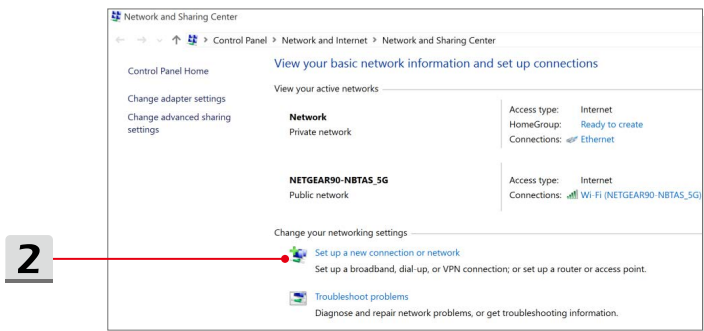 Network and Sharing Center
Control Panel > Network and Internet > Network and Sharing Center
Control Panel Home
Change adapter settings
Change advanced sharing
settings
View your basic network information and set up connections
View your active networks
Network
Private network
Access type: Internet
HomeGroup: Ready to create
Connections: Ethernet
NETGEAR90-NBTAS_5G
Public network
Access type: Internet
Connections: Wi-Fi (NETGEAR90-NBTAS_5G)
Change your networking settings
2
Set up a new connection or network
Set up a broadband, dial-up, or VPN connection; or set up a router or access point.
Troubleshoot problems
Diagnose and repair network problems, or get troubleshooting information.